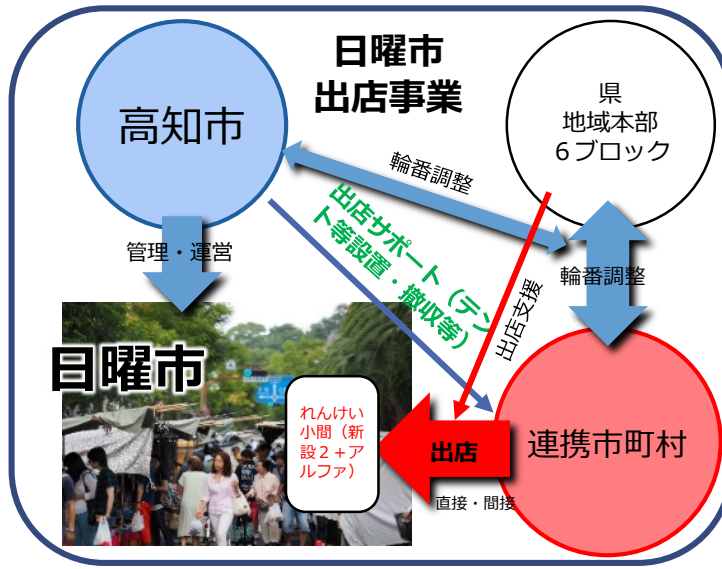 日曜市
出店事業
高知市
県
地域本部
６ブロック
輪番調整
出店サポート（テン
ト等設置・撤収等）
管理・運営
輪番調整
出店支援
日曜市
れんけい
小間（新
設２＋ア
ルファ）
出店
直接・間接
連携市町村